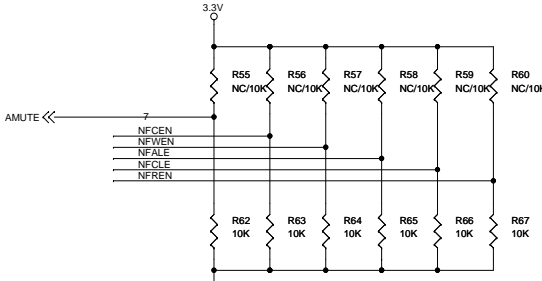 3.3V
R55 R56 R57 R58 R59 R60
NC/10K NC/10K NC/10K NC/10K NC/10K NC/10K
AMUTE 7
NFCEN
NFWEN
NFALE
NFCLE
NFREN
R62 R63 R64 R65 R66 R67
10K 10K 10K 10K 10K 10K